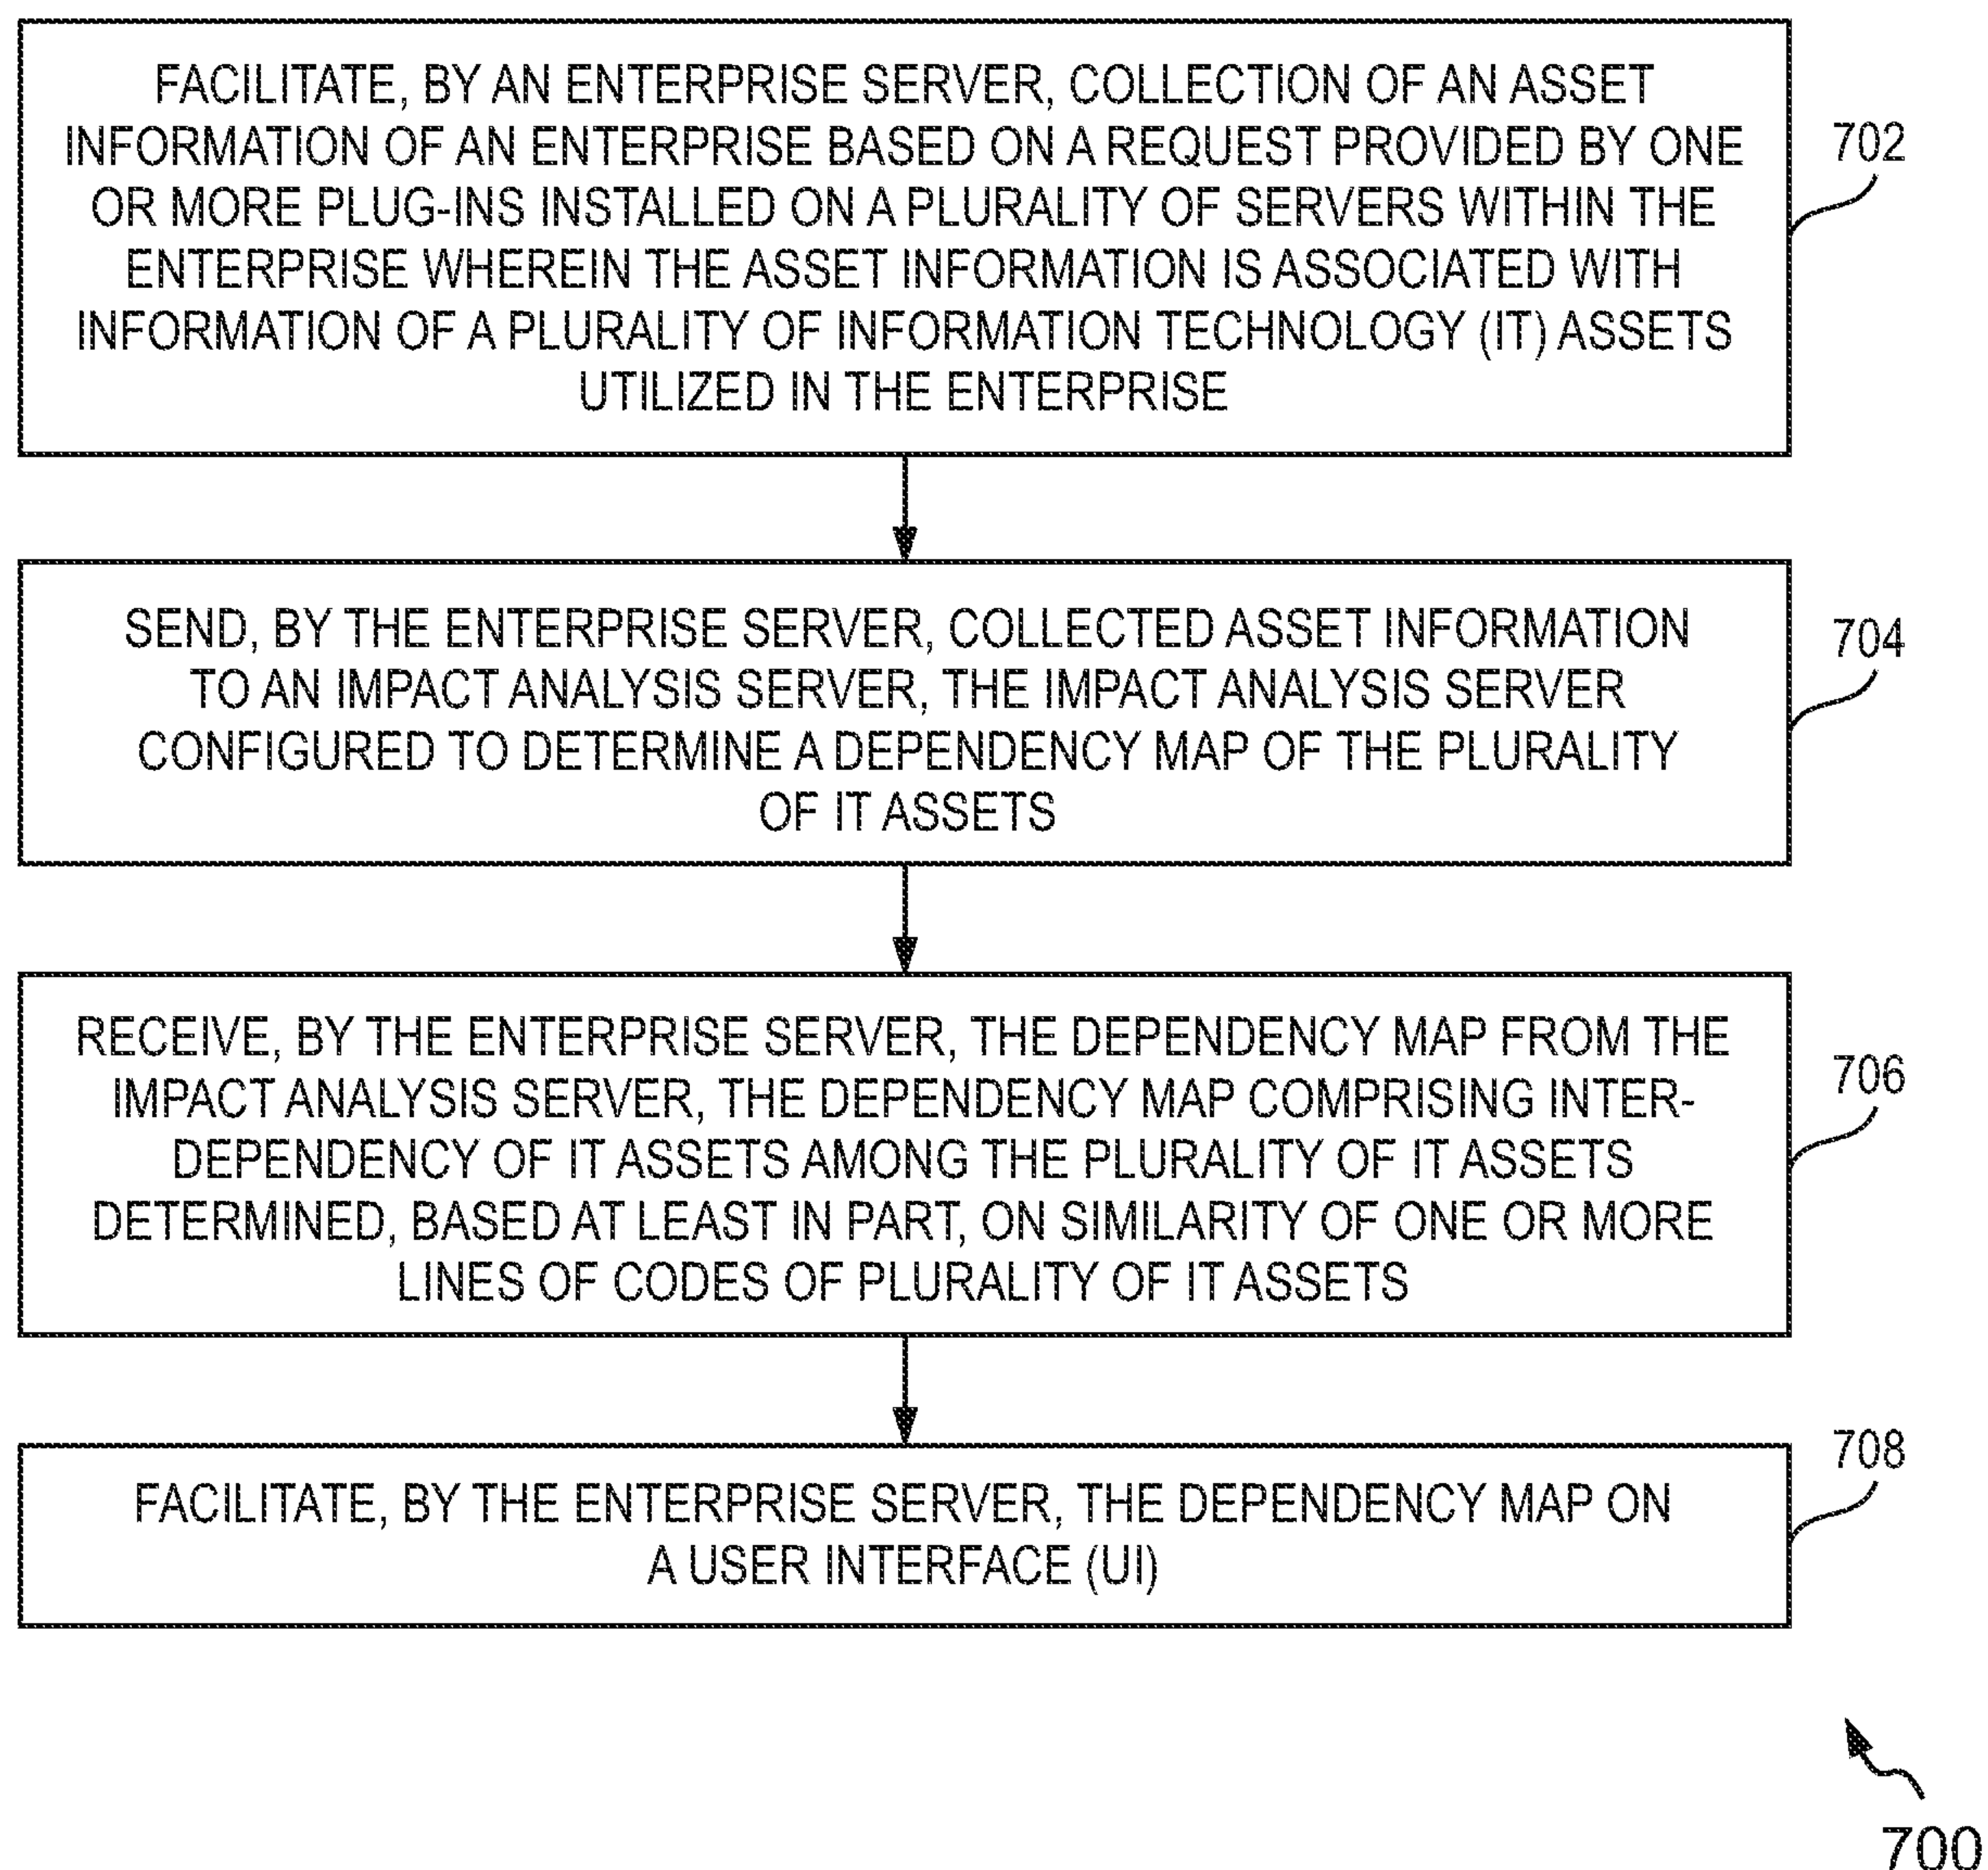 FACILITATE, BY AN ENTERPRISE SERVER, COLLECTION OF AN ASSET
INFORMATION OF AN ENTERPRISE BASED ON A REQUEST PROVIDED BY ONE
OR MORE PLUG-INS INSTALLED ON A PLURALITY OF SERVERS WITHIN THE
ENTERPRISE WHEREIN THE ASSET INFORMATION IS ASSOCIATED WITH
INFORMATION OF A PLURALITY OF INFORMATION TECHNOLOGY (IT) ASSETS
UTILIZED IN THE ENTERPRISE
702
SEND, BY THE ENTERPRISE SERVER, COLLECTED ASSET INFORMATION
TO AN IMPACT ANALYSIS SERVER, THE IMPACT ANALYSIS SERVER
CONFIGURED TO DETERMINE A DEPENDENCY MAP OF THE PLURALITY
OF IT ASSETS
704
RECEIVE, BY THE ENTERPRISE SERVER, THE DEPENDENCY MAP FROM THE
IMPACT ANALYSIS SERVER, THE DEPENDENCY MAP COMPRISING INTER-
DEPENDENCY OF IT ASSETS AMONG THE PLURALITY OF IT ASSETS
DETERMINED, BASED AT LEAST IN PART, ON SIMILARITY OF ONE OR MORE
LINES OF CODES OF PLURALITY OF IT ASSETS
706
FACILITATE, BY THE ENTERPRISE SERVER, THE DEPENDENCY MAP ON
A USER INTERFACE (UI)
708
700